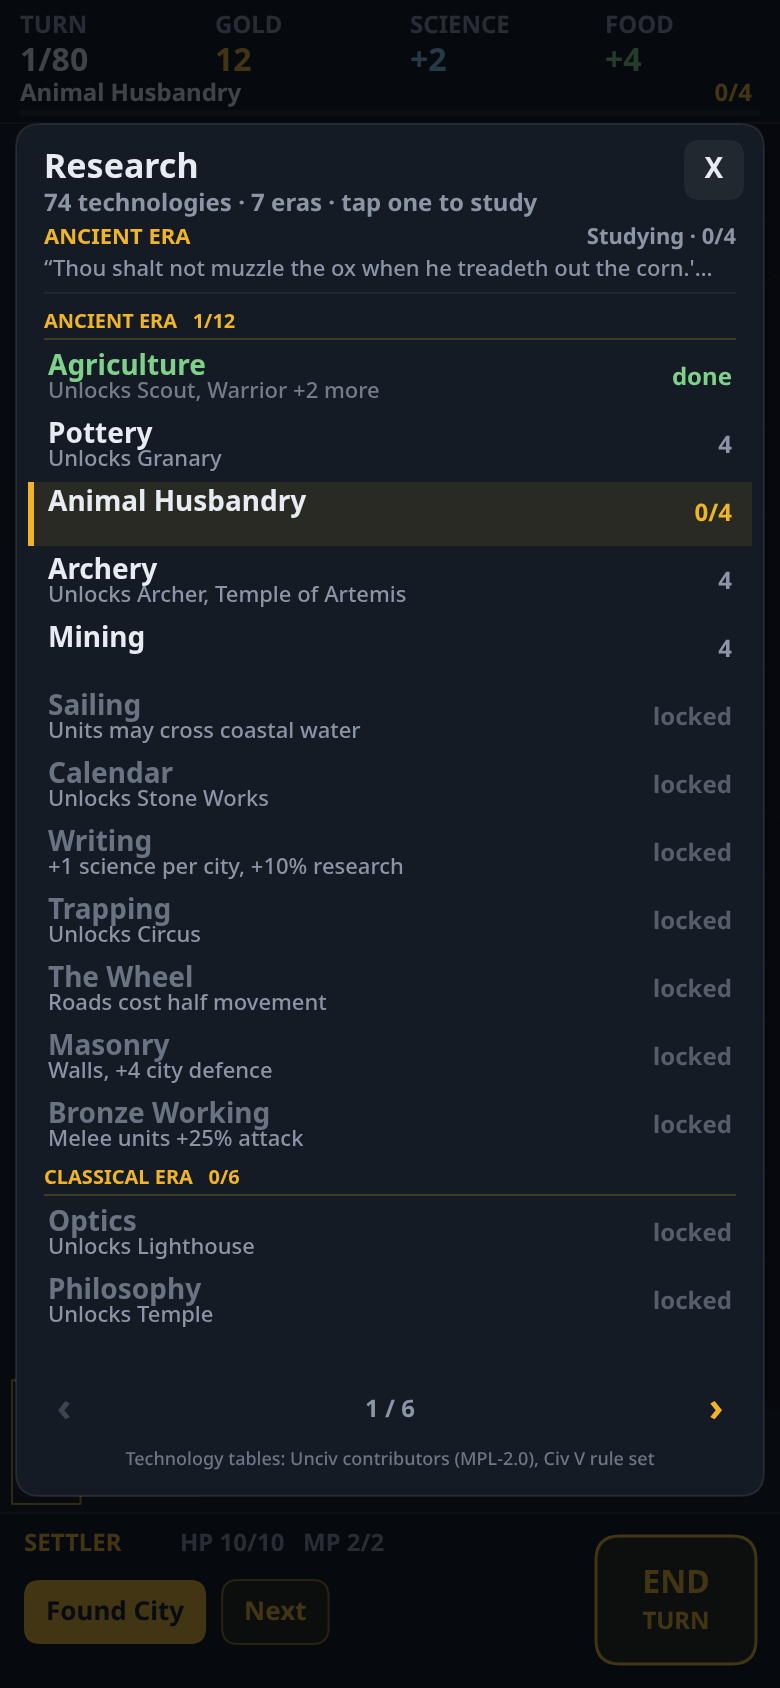 TURN GOLD SCIENCE FOOD
1/80 12 +2 +4
Animal Husbandry 0/4
Research X
74 technologies · 7 eras · tap one to study
ANCIENT ERA Studying · 0/4
“Thou shalt not muzzle the ox when he treadeth out the corn.'...
ANCIENT ERA 1/12
Agriculture
Unlocks Scout, Warrior +2 more
done
Pottery
Unlocks Granary
4
Animal Husbandry
0/4
Archery
Unlocks Archer, Temple of Artemis
4
Mining
4
Sailing
Units may cross coastal water
locked
Calendar
Unlocks Stone Works
locked
Writing
+1 science per city, +10% research
locked
Trapping
Unlocks Circus
locked
The Wheel
Roads cost half movement
locked
Masonry
Walls, +4 city defence
locked
Bronze Working
Melee units +25% attack
locked
CLASSICAL ERA 0/6
Optics
Unlocks Lighthouse
locked
Philosophy
Unlocks Temple
locked
‹ 1 / 6 ›
Technology tables: Unciv contributors (MPL-2.0), Civ V rule set
SETTLER HP 10/10 MP 2/2
Found City Next
END
TURN